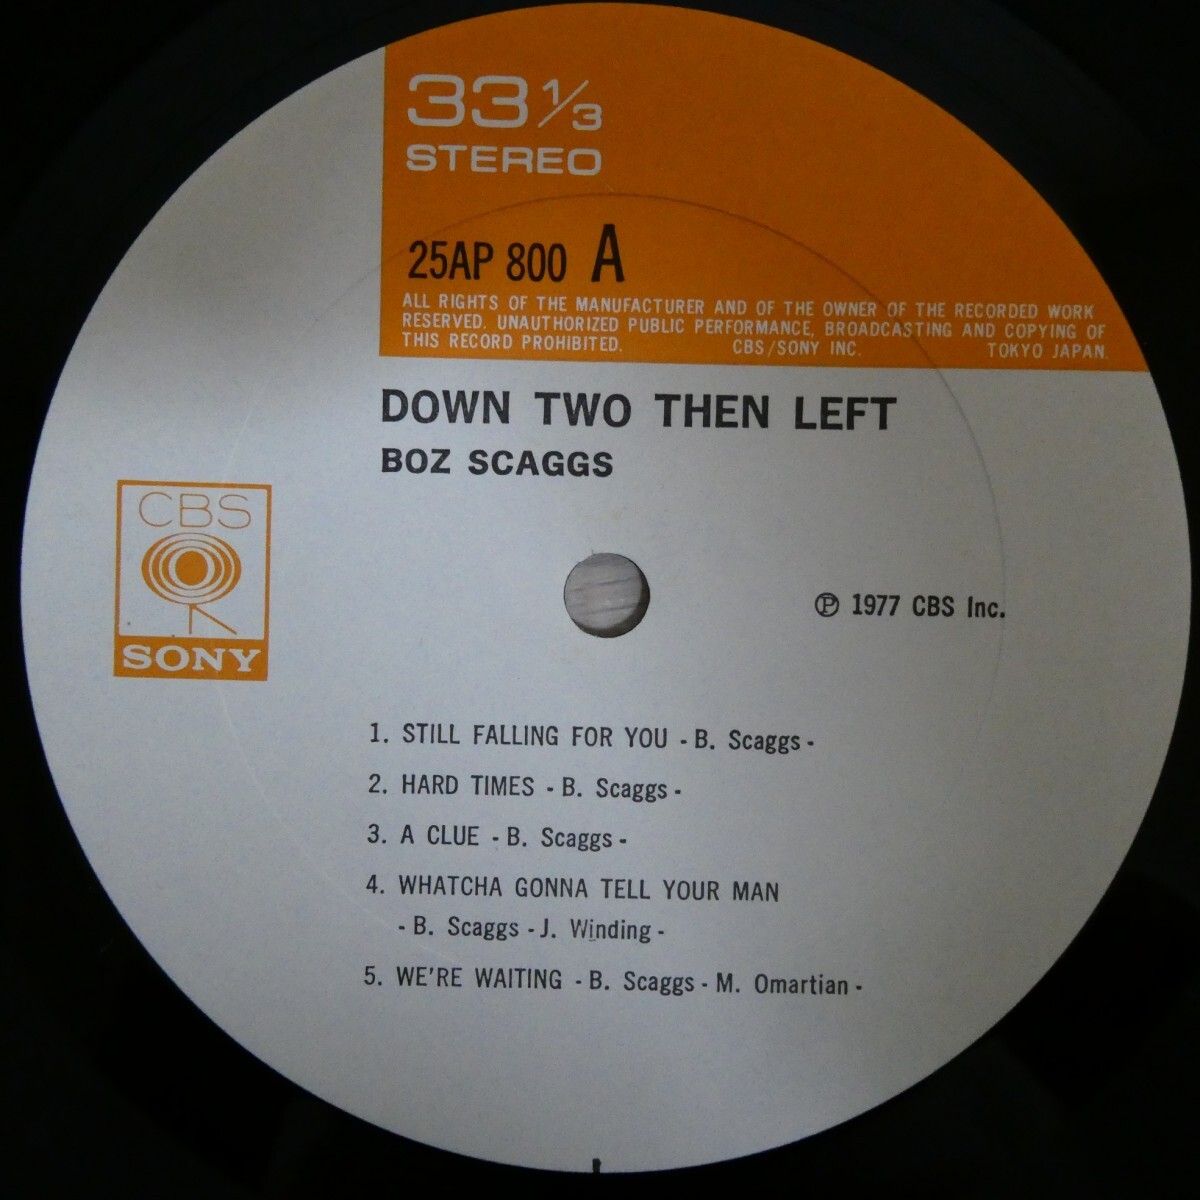 33 1/3
STEREO
25AP 800 A
ALL RIGHTS OF THE MANUFACTURER AND OF THE OWNER OF THE RECORDED WORK
RESERVED. UNAUTHORIZED PUBLIC PERFORMANCE, BROADCASTING AND COPYING OF
THIS RECORD PROHIBITED. CBS/SONY INC. TOKYO JAPAN.
DOWN TWO THEN LEFT
BOZ SCAGGS
CBS
SONY
Ⓟ 1977 CBS Inc.
1. STILL FALLING FOR YOU - B. Scaggs -
2. HARD TIMES - B. Scaggs -
3. A CLUE - B. Scaggs -
4. WHATCHA GONNA TELL YOUR MAN
- B. Scaggs - J. Winding -
5. WE'RE WAITING - B. Scaggs - M. Omartian -